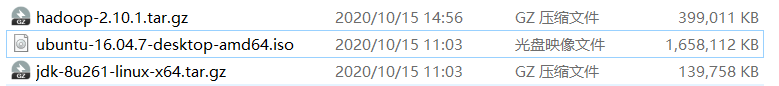 hadoop-2.10.1.tar.gz 2020/10/15 14:56 GZ 压缩文件 399,011 KB
ubuntu-16.04.7-desktop-amd64.iso 2020/10/15 11:03 光盘映像文件 1,658,112 KB
jdk-8u261-linux-x64.tar.gz 2020/10/15 11:03 GZ 压缩文件 139,758 KB